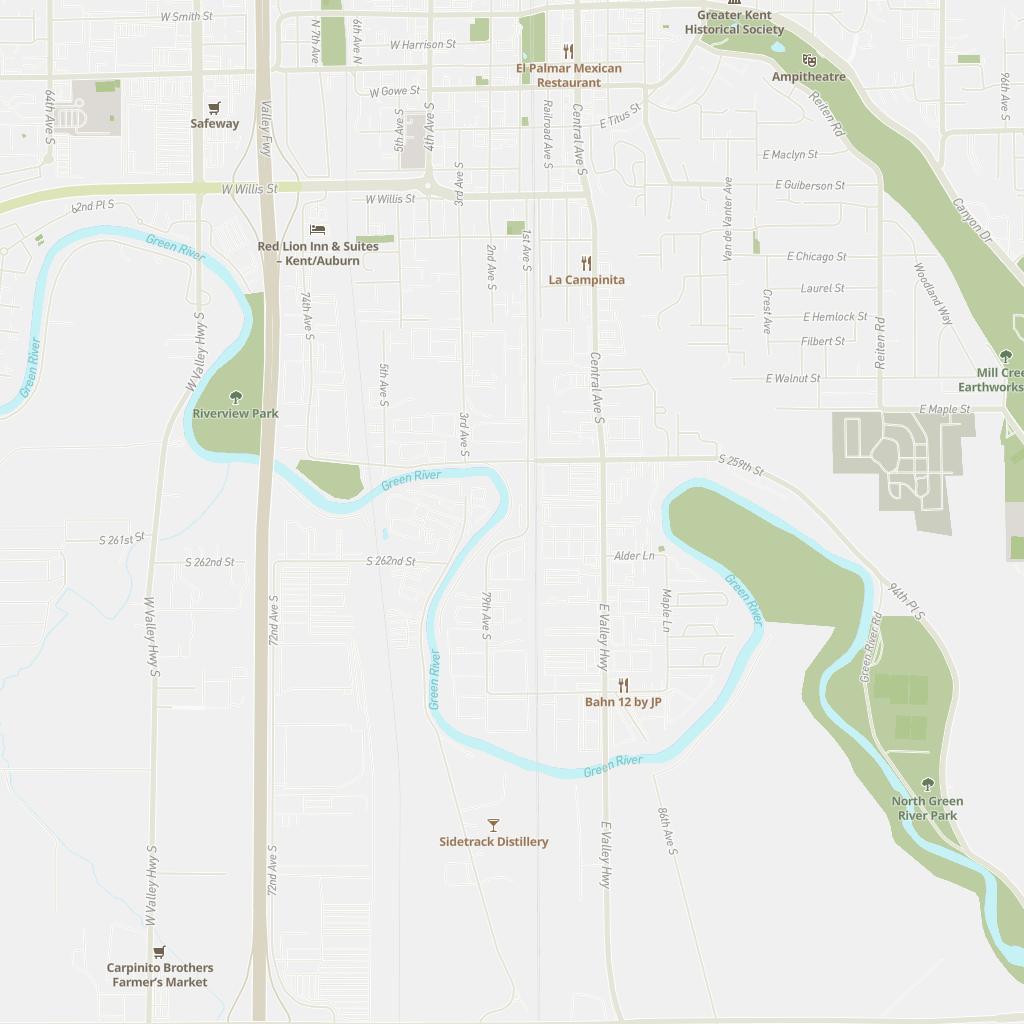 W Smith St
N 7th Ave
6th Ave N
W Harrison St
Greater Kent
Historical Society
El Palmar Mexican
Restaurant
Ampitheatre
96th Ave S
64th Ave S
Safeway
Valley Fwy
W Gowe St
5th Ave S
4th Ave S
Railroad Ave S
Central Ave S
E Titus St
Reiten Rd
E Maclyn St
W Willis St
W Willis St
3rd Ave S
E Guiberson St
Van de Vanter Ave
Canyon Dr
62nd Pl S
Green River
Red Lion Inn & Suites
– Kent/Auburn
2nd Ave S
1st Ave S
La Campinita
E Chicago St
Laurel St
Crest Ave
E Hemlock St
Filbert St
Woodland Way
Reiten Rd
74th Ave S
W Valley Hwy S
Green River
5th Ave S
Central Ave S
E Walnut St
Mill Cree
Earthworks
Riverview Park
3rd Ave S
E Maple St
S 259th St
Green River
S 261st St
S 262nd St
S 262nd St
Alder Ln
Green River
94th Pl S
W Valley Hwy S
72nd Ave S
79th Ave S
E Valley Hwy
Maple Ln
Green River Rd
Green River
Bahn 12 by JP
Green River
North Green
River Park
Sidetrack Distillery
E Valley Hwy
86th Ave S
W Valley Hwy S
72nd Ave S
Carpinito Brothers
Farmer's Market